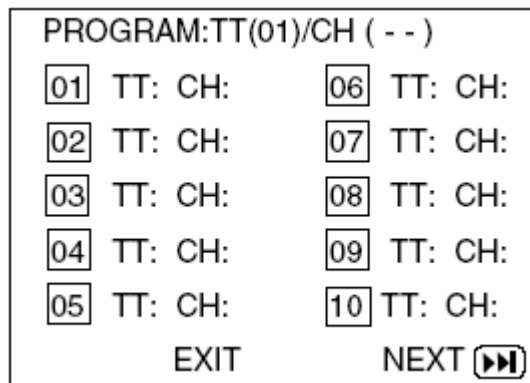 PROGRAM:TT(01)/CH ( - - )
01 TT: CH: 06 TT: CH:
02 TT: CH: 07 TT: CH:
03 TT: CH: 08 TT: CH:
04 TT: CH: 09 TT: CH:
05 TT: CH: 10 TT: CH:
EXIT NEXT